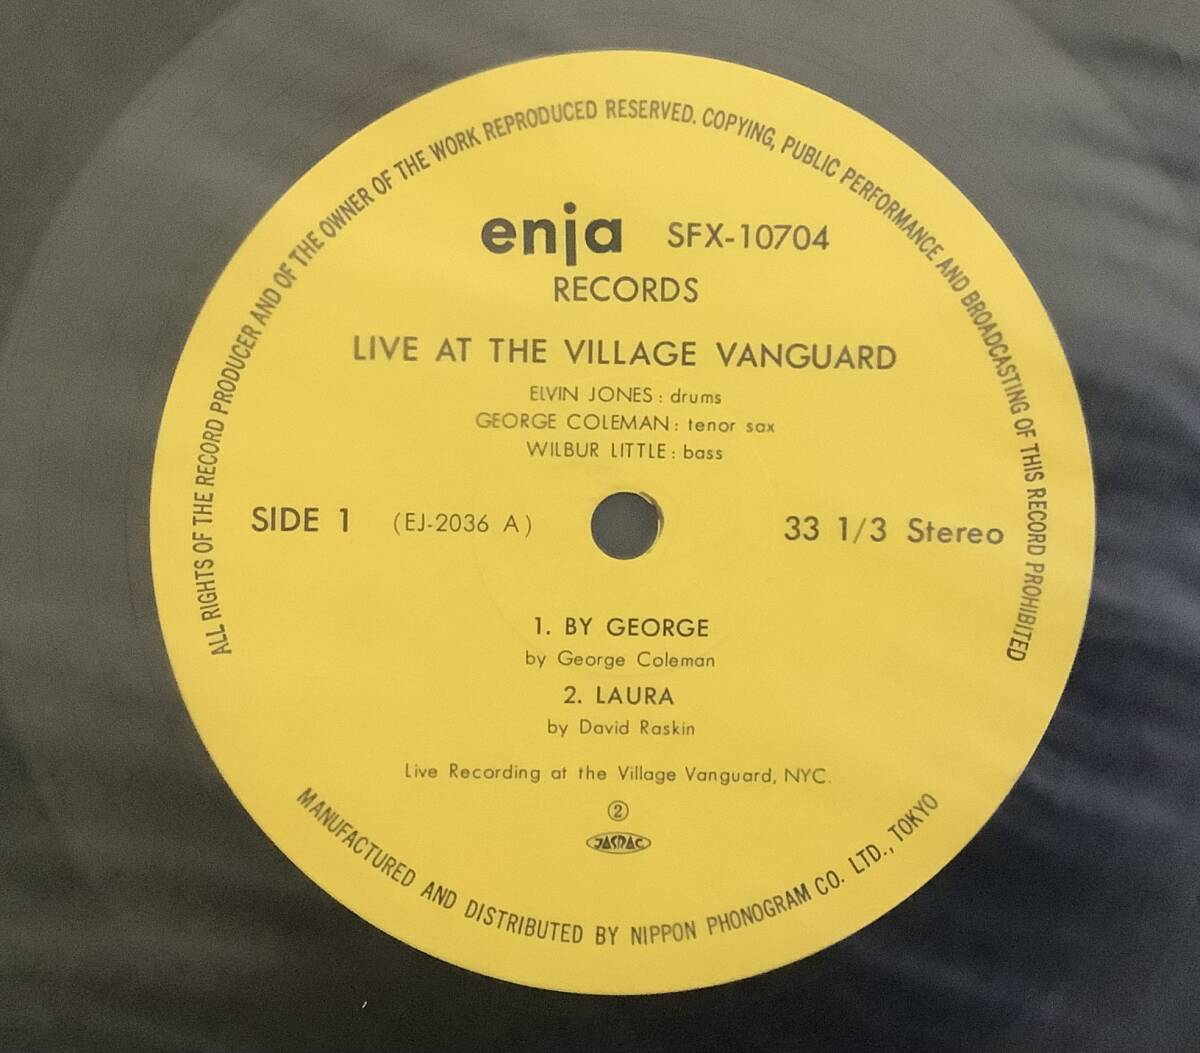 ALL RIGHTS OF THE RECORD PRODUCER AND OF THE OWNER OF THE WORK REPRODUCED RESERVED. COPYING, PUBLIC PERFORMANCE AND BROADCASTING OF THIS RECORD PROHIBITED
enja SFX-10704
RECORDS
LIVE AT THE VILLAGE VANGUARD
ELVIN JONES : drums
GEORGE COLEMAN : tenor sax
WILBUR LITTLE : bass
SIDE 1 (EJ-2036 A) 33 1/3 Stereo
1. BY GEORGE
by George Coleman
2. LAURA
by David Raskin
Live Recording at the Village Vanguard, NYC.
②
JASRAC
MANUFACTURED AND DISTRIBUTED BY NIPPON PHONOGRAM CO. LTD., TOKYO